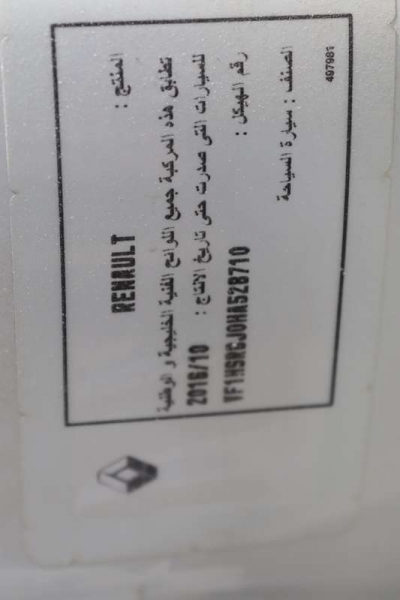 المنتج : RENAULT
تطابق هذه المركبة جميع اللوائح الفنية الخليجية و الوطنية
للسيارات التى صدرت حتى تاريخ الانتاج : 2016/10
رقم الهيكل : VF1HSRCJ0HA528710
الصنف : سيارة السياحة
497981